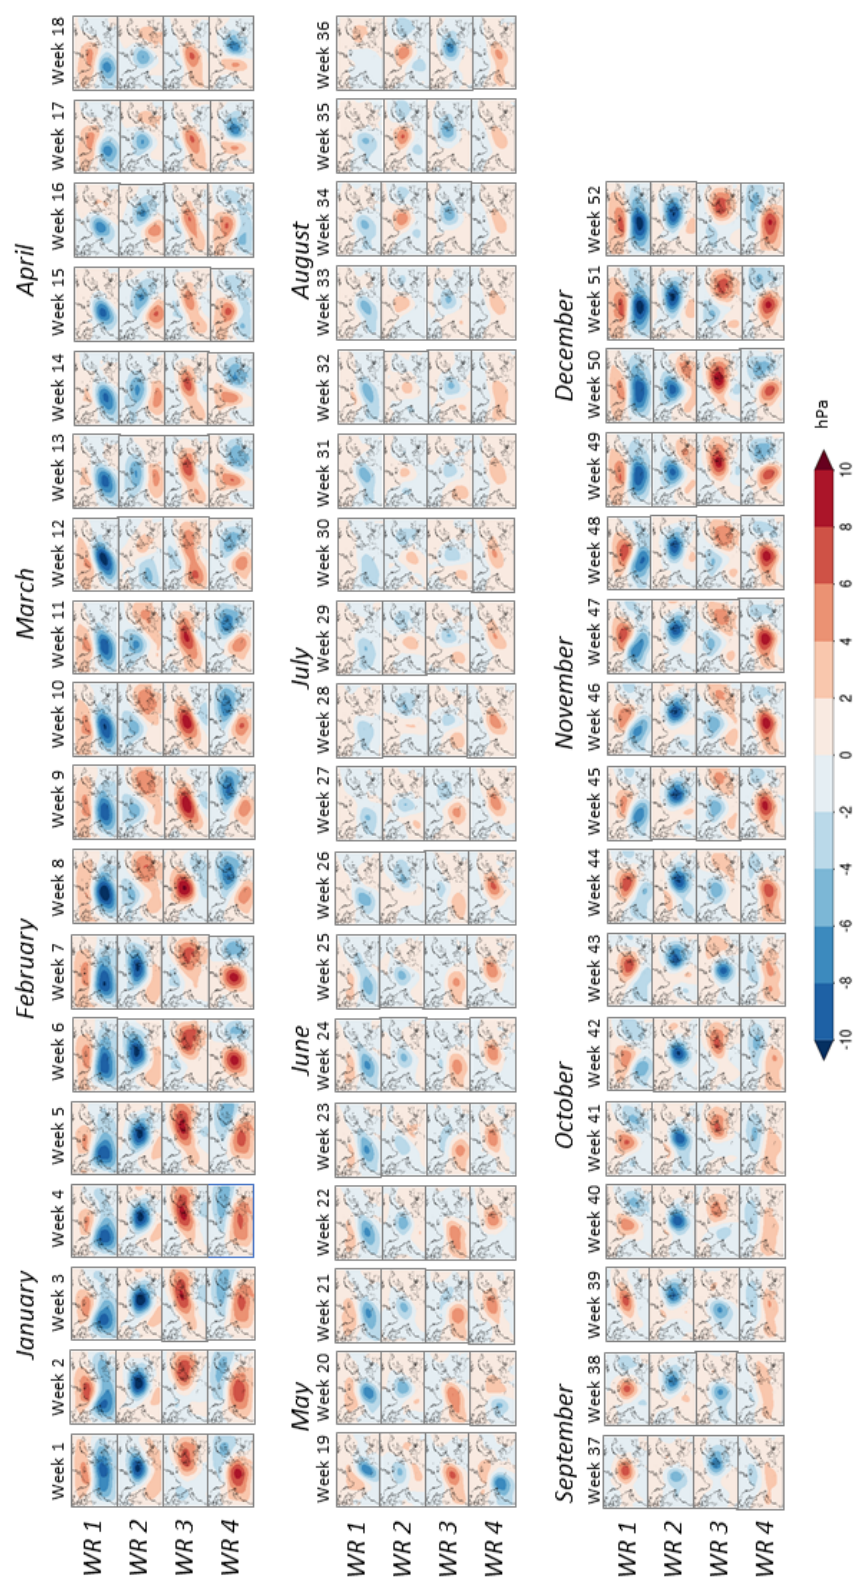 January February March April
Week 1 Week 2 Week 3 Week 4 Week 5 Week 6 Week 7 Week 8 Week 9 Week 10 Week 11 Week 12 Week 13 Week 14 Week 15 Week 16 Week 17 Week 18
WR 1
WR 2
WR 3
WR 4
May June July August
Week 19 Week 20 Week 21 Week 22 Week 23 Week 24 Week 25 Week 26 Week 27 Week 28 Week 29 Week 30 Week 31 Week 32 Week 33 Week 34 Week 35 Week 36
WR 1
WR 2
WR 3
WR 4
September October November December
Week 37 Week 38 Week 39 Week 40 Week 41 Week 42 Week 43 Week 44 Week 45 Week 46 Week 47 Week 48 Week 49 Week 50 Week 51 Week 52
WR 1
WR 2
WR 3
WR 4
hPa
-10 -8 -6 -4 -2 0 2 4 6 8 10